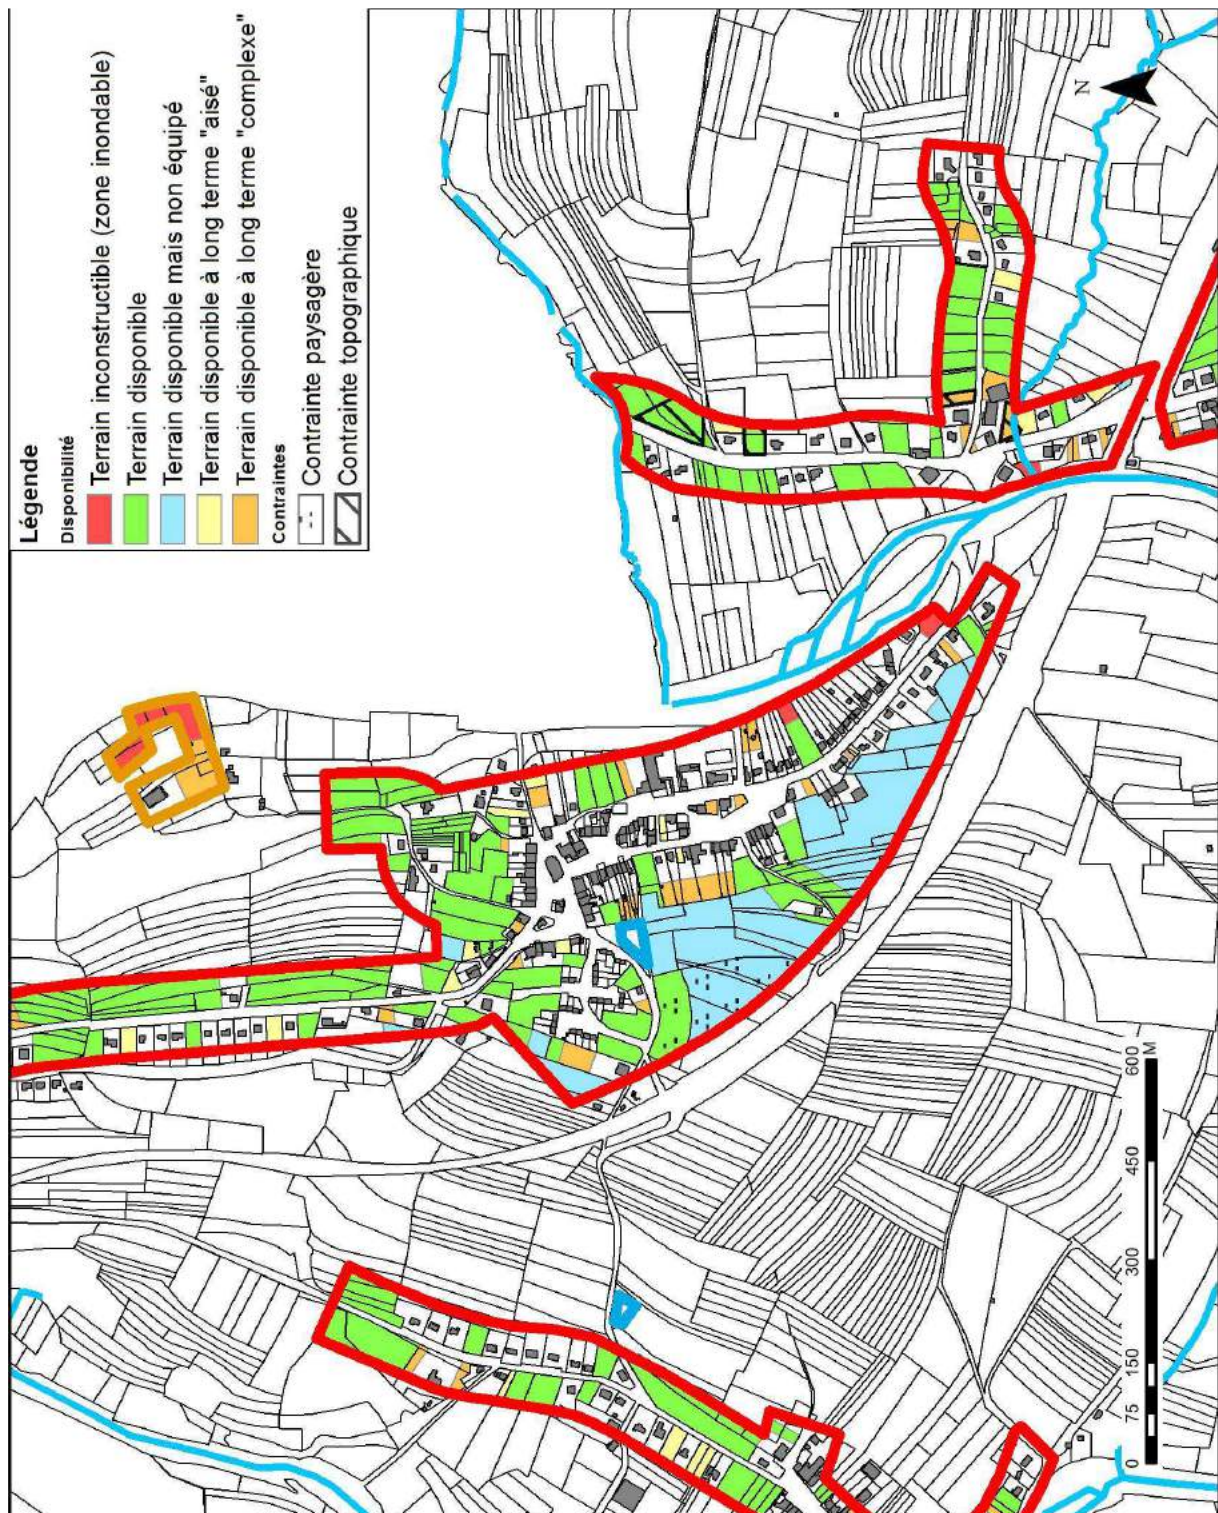 Légende
Disponibilité
Terrain inconstructible (zone inondable)
Terrain disponible
Terrain disponible mais non équipé
Terrain disponible à long terme "aisé"
Terrain disponible à long terme "complexe"
Contraintes
Contrainte paysagère
Contrainte topographique
N
0 75 150 300 450 600
M